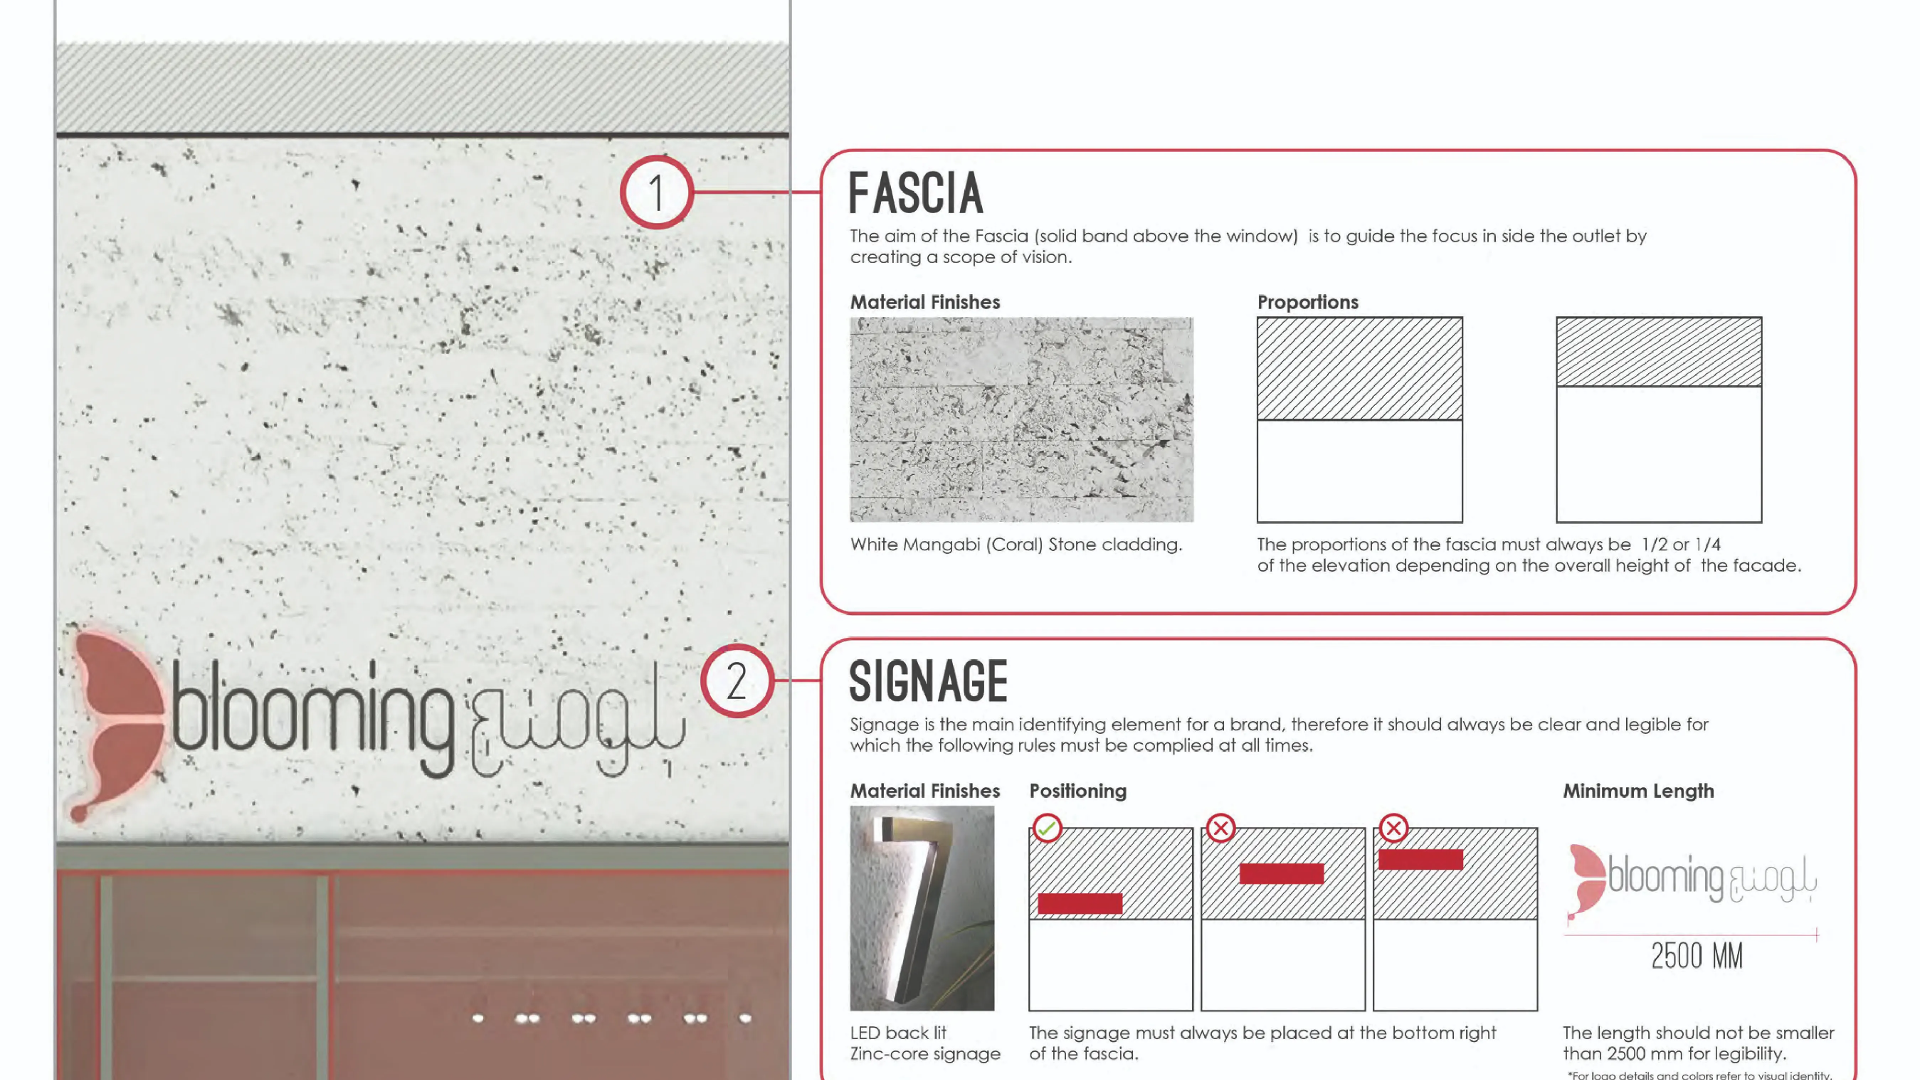 1
FASCIA
The aim of the Fascia (solid band above the window)  is to guide the focus in side the outlet by
creating a scope of vision.
Material Finishes
Proportions
White Mangabi (Coral) Stone cladding.
The proportions of the fascia must always be  1/2 or 1/4
of the elevation depending on the overall height of  the facade.
blooming بلومنج
2
SIGNAGE
Signage is the main identifying element for a brand, therefore it should always be clear and legible for
which the following rules must be complied at all times.
Material Finishes
Positioning
Minimum Length
7
blooming بلومنج
2500 MM
LED back lit
Zinc-core signage
The signage must always be placed at the bottom right
of the fascia.
The length should not be smaller
than 2500 mm for legibility.
*For logo details and colors refer to visual identity.